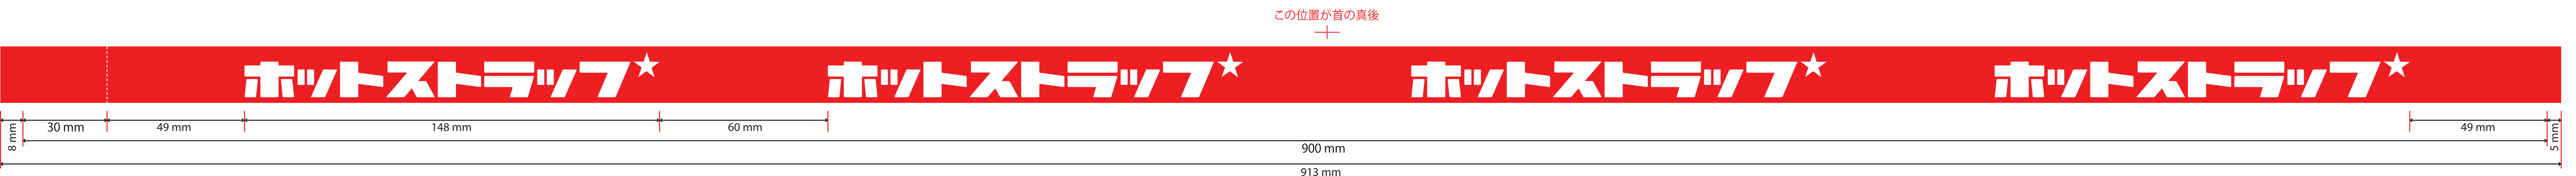 この位置が首の真後
ホットストラップ★ ホットストラップ★ ホットストラップ★ ホットストラップ★
8 mm 30 mm 49 mm 148 mm 60 mm 49 mm 5 mm
900 mm
913 mm